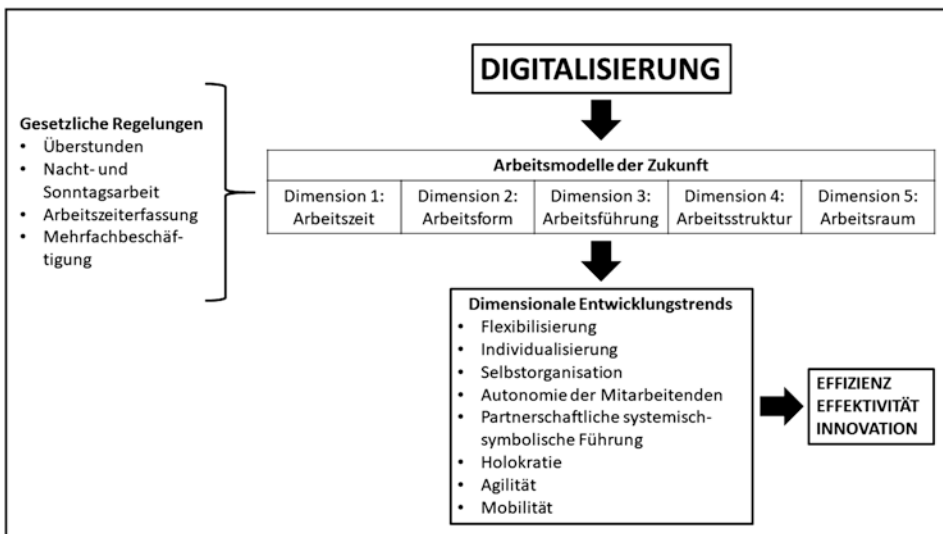 DIGITALISIERUNG
Gesetzliche Regelungen
• Überstunden
• Nacht- und
Sonntagsarbeit
• Arbeitszeiterfassung
• Mehrfachbeschäf-
tigung
Arbeitsmodelle der Zukunft
Dimension 1:
Arbeitszeit
Dimension 2:
Arbeitsform
Dimension 3:
Arbeitsführung
Dimension 4:
Arbeitsstruktur
Dimension 5:
Arbeitsraum
Dimensionale Entwicklungstrends
• Flexibilisierung
• Individualisierung
• Selbstorganisation
• Autonomie der Mitarbeitenden
• Partnerschaftliche systemisch-
symbolische Führung
• Holokratie
• Agilität
• Mobilität
EFFIZIENZ
EFFEKTIVITÄT
INNOVATION